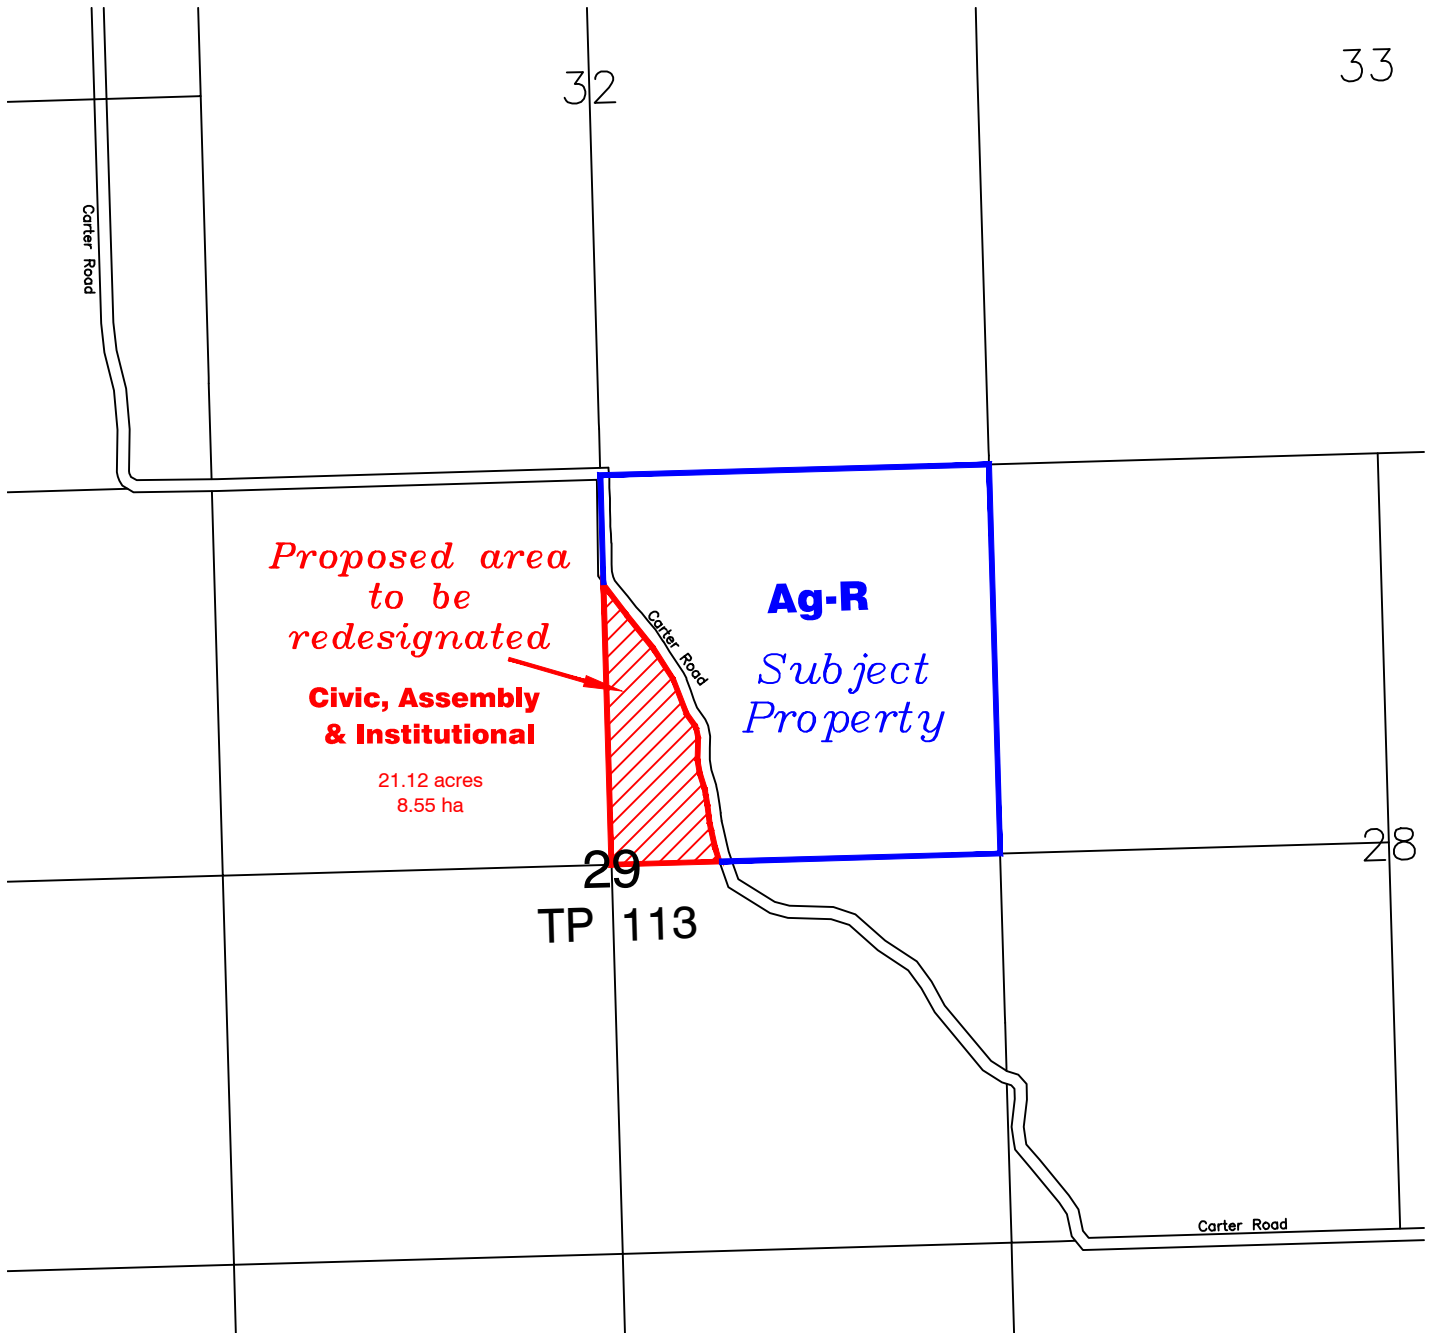 32
33
Carter Road
Proposed area
to be
redesignated
Civic, Assembly
& Institutional
21.12 acres
8.55 ha
Carter Road
Ag-R
Subject
Property
28
29
TP 113
Carter Road